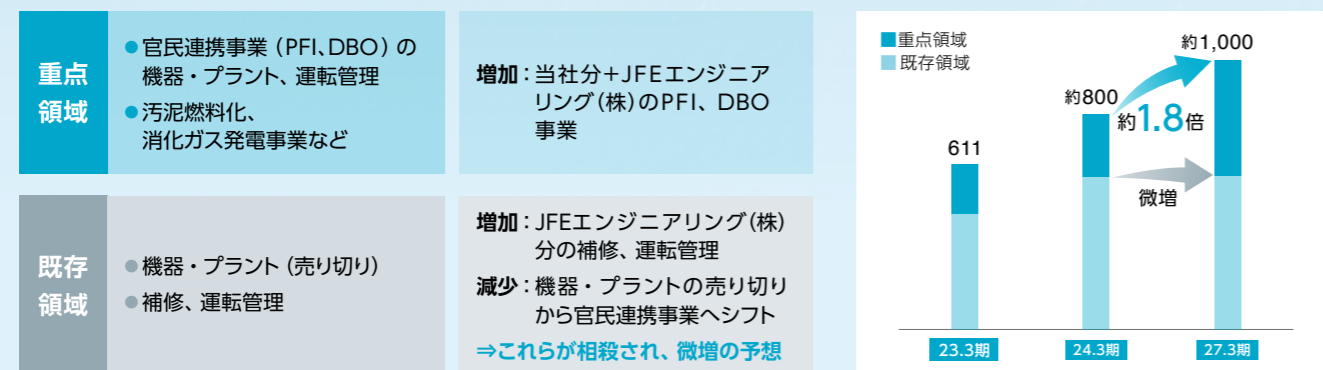 重点
領域
●官民連携事業（PFI、DBO）の
機器・プラント、運転管理
●汚泥燃料化、
消化ガス発電事業など
増加：当社分＋JFEエンジニア
リング（株）のPFI、DBO
事業
既存
領域
●機器・プラント（売り切り）
●補修、運転管理
増加：JFEエンジニアリング（株）
分の補修、運転管理
減少：機器・プラントの売り切り
から官民連携事業へシフト
⇒これらが相殺され、微増の予想
■重点領域
■既存領域
約1,000
約800
約1.8倍
611
微増
23.3期
24.3期
27.3期